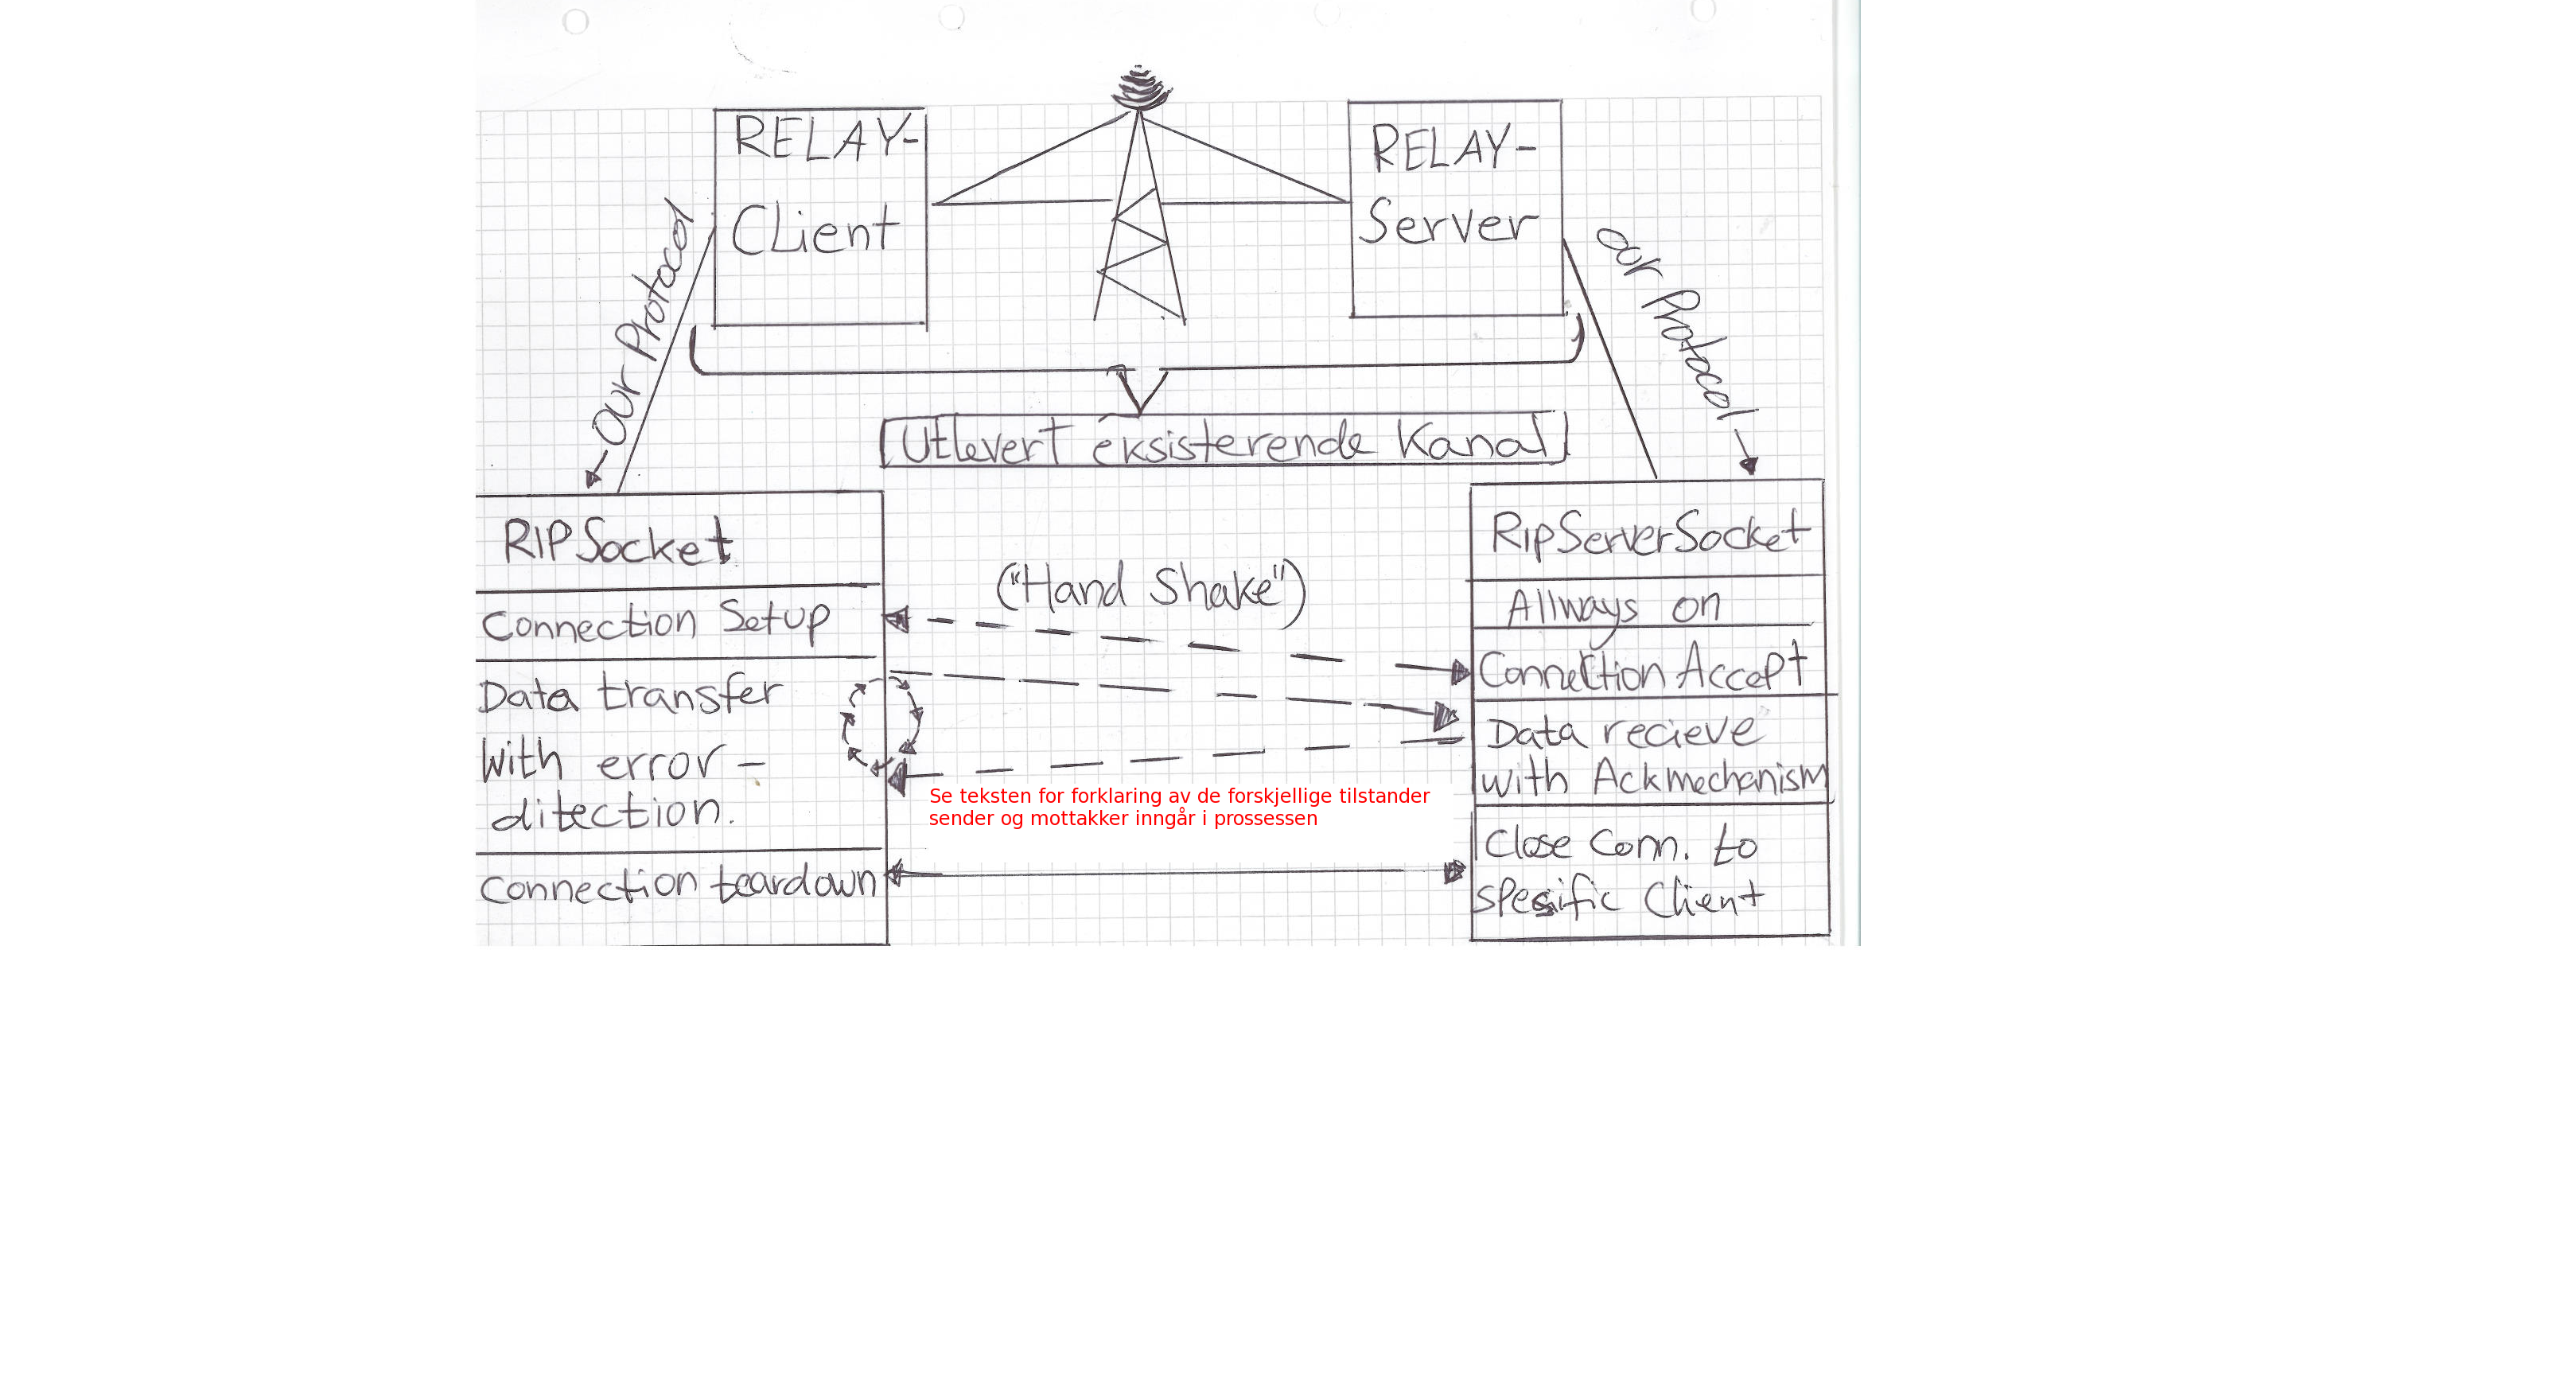 RELAY-
CLient
RELAY-
Server
Our Protocol
Our Protocol
Utlevert eksisterende Kanal
RIPSocket
Connection Setup
Data transfer
With error-
ditection.
Connection teardown
("Hand Shake")
Se teksten for forklaring av de forskjellige tilstander
sender og mottakker inngår i prossessen
RipServerSocket
Allways on
Connection Accept
Data recieve
with Ackmechanism
Close Conn. to
spesific Client